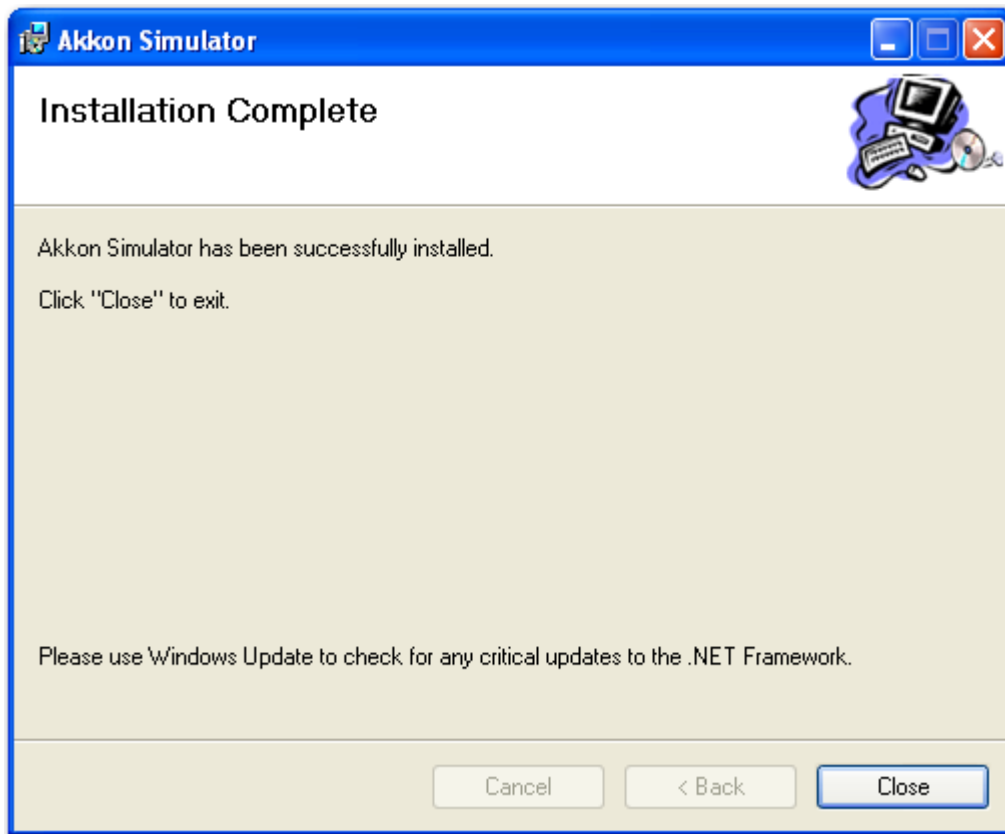 Akkon Simulator
Installation Complete
Akkon Simulator has been successfully installed.
Click "Close" to exit.
Please use Windows Update to check for any critical updates to the .NET Framework.
Cancel
< Back
Close